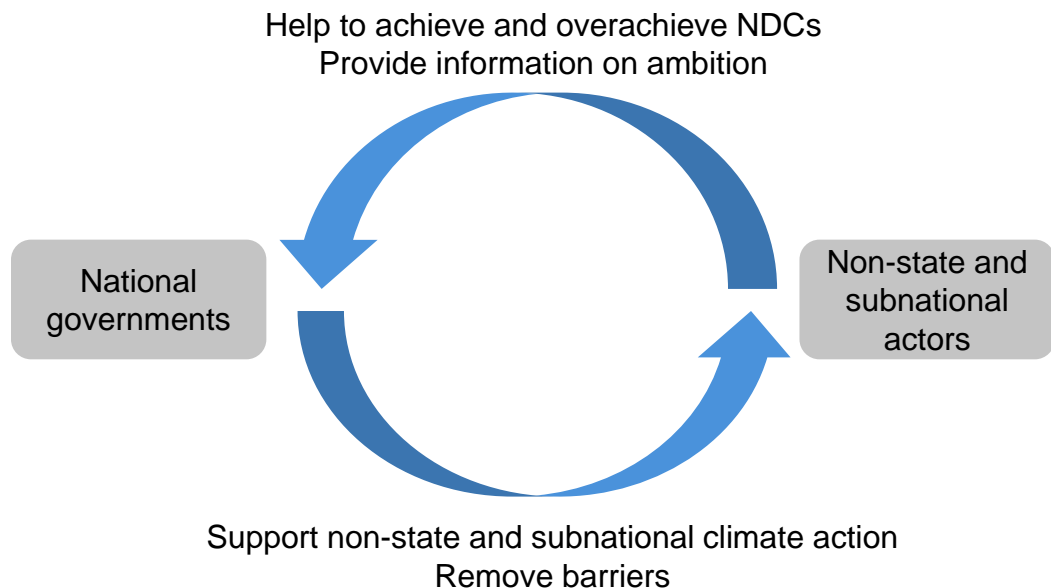 Help to achieve and overachieve NDCs
Provide information on ambition
National
governments
Non-state and
subnational
actors
Support non-state and subnational climate action
Remove barriers